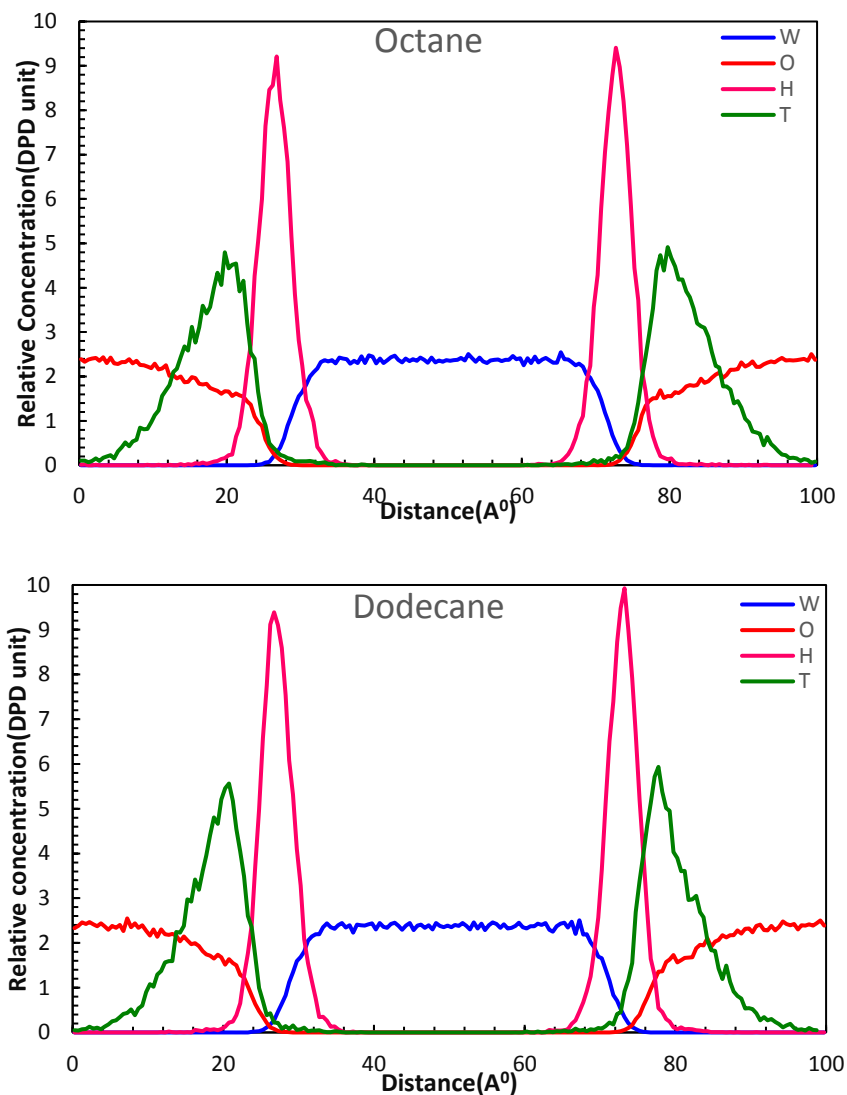 Octane
W
O
H
T
Relative Concentration(DPD unit)
10
9
8
7
6
5
4
3
2
1
0
0 20 40 60 80 100
Distance(A⁰)
Dodecane
W
O
H
T
Relative concentration(DPD unit)
10
9
8
7
6
5
4
3
2
1
0
0 20 40 60 80 100
Distance(A⁰)